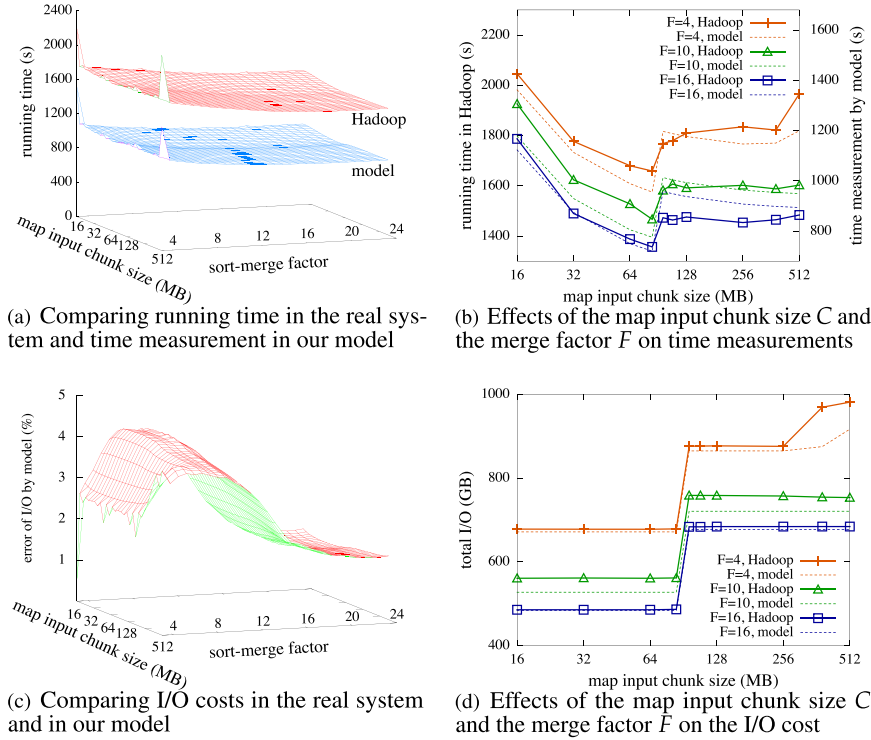 2400
2000
1600
1200
800
400
0
running time (s)
Hadoop
model
16
32
64
128
512
map input chunk size (MB)
4
8
12
16
20
24
sort-merge factor
(a) Comparing running time in the real sys-
tem and time measurement in our model
2200
2000
1800
1600
1400
running time in Hadoop (s)
F=4, Hadoop
F=4, model
F=10, Hadoop
F=10, model
F=16, Hadoop
F=16, model
1600
1400
1200
1000
800
time measurement by model (s)
16 32 64 128 256 512
map input chunk size (MB)
(b) Effects of the map input chunk size C and
the merge factor F on time measurements
5
4
3
2
1
error of I/O by model (%)
16
32
64
128
512
map input chunk size (MB)
4
8
12
16
20
24
sort-merge factor
(c) Comparing I/O costs in the real system
and in our model
1000
800
600
400
total I/O (GB)
F=4, Hadoop
F=4, model
F=10, Hadoop
F=10, model
F=16, Hadoop
F=16, model
16 32 64 128 256 512
map input chunk size (MB)
(d) Effects of the map input chunk size C
and the merge factor F on the I/O cost